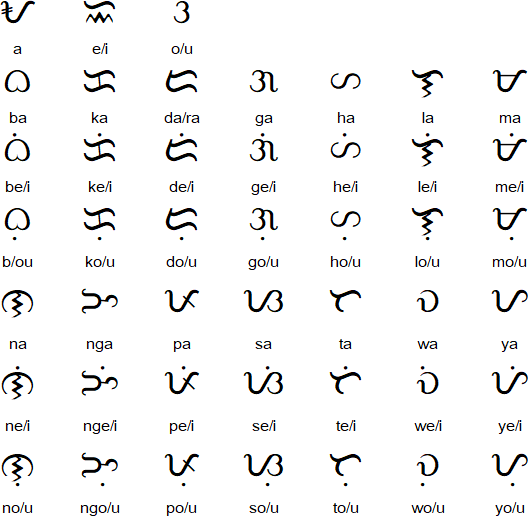 ᜀ ᜁ ᜂ
a e/i o/u
ᜊ ᜃ ᜇ ᜄ ᜑ ᜎ ᜋ
ba ka da/ra ga ha la ma
ᜊᜒ ᜃᜒ ᜇᜒ ᜄᜒ ᜑᜒ ᜎᜒ ᜋᜒ
be/i ke/i de/i ge/i he/i le/i me/i
ᜊᜓ ᜃᜓ ᜇᜓ ᜄᜓ ᜑᜓ ᜎᜓ ᜋᜓ
b/ou ko/u do/u go/u ho/u lo/u mo/u
ᜈ ᜅ ᜉ ᜐ ᜆ ᜏ ᜌ
na nga pa sa ta wa ya
ᜈᜒ ᜅᜒ ᜉᜒ ᜐᜒ ᜆᜒ ᜏᜒ ᜌᜒ
ne/i nge/i pe/i se/i te/i we/i ye/i
ᜈᜓ ᜅᜓ ᜉᜓ ᜐᜓ ᜆᜓ ᜏᜓ ᜌᜓ
no/u ngo/u po/u so/u to/u wo/u yo/u